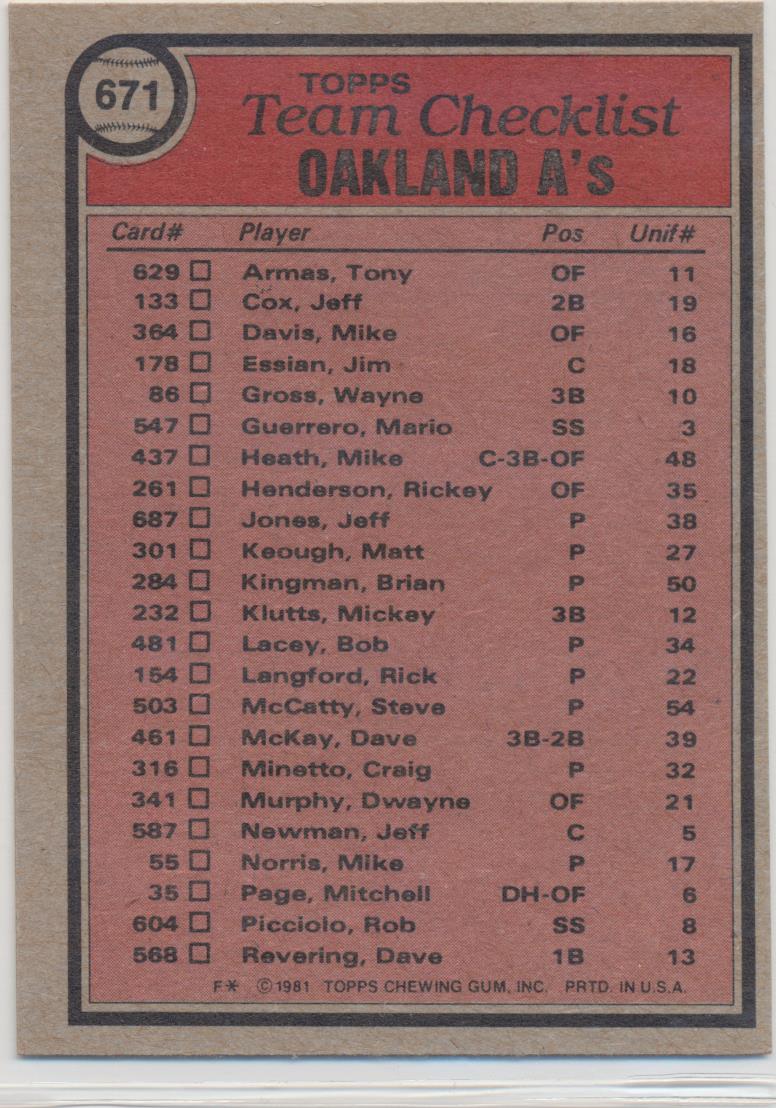 671
TOPPS
Team Checklist
OAKLAND A's
Card# Player Pos Unif#
629 Armas, Tony OF 11
133 Cox, Jeff 2B 19
364 Davis, Mike OF 16
178 Essian, Jim C 18
86 Gross, Wayne 3B 10
547 Guerrero, Mario SS 3
437 Heath, Mike C-3B-OF 48
261 Henderson, Rickey OF 35
687 Jones, Jeff P 38
301 Keough, Matt P 27
284 Kingman, Brian P 50
232 Klutts, Mickey 3B 12
481 Lacey, Bob P 34
154 Langford, Rick P 22
503 McCatty, Steve P 54
461 McKay, Dave 3B-2B 39
316 Minetto, Craig P 32
341 Murphy, Dwayne OF 21
587 Newman, Jeff C 5
55 Norris, Mike P 17
35 Page, Mitchell DH-OF 6
604 Picciolo, Rob SS 8
568 Revering, Dave 1B 13
F* ©1981 TOPPS CHEWING GUM, INC. PRTD. IN U.S.A.